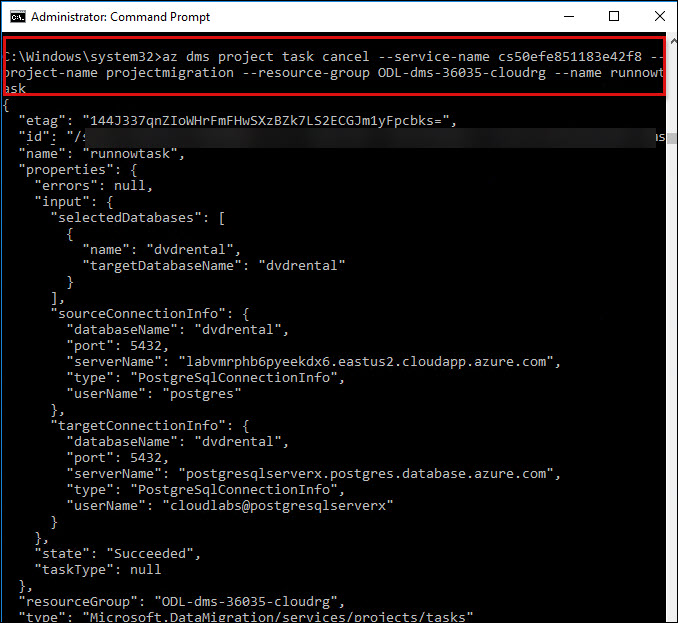 Administrator: Command Prompt
C:\Windows\system32>az dms project task cancel --service-name cs50efe851183e42f8 --
project-name projectmigration --resource-group ODL-dms-36035-cloudrg --name runnowt
ask
{
  "etag": "144J337qnZIoWHrFmFHwSXzBZk7LS2ECGJm1yFpcbks=",
  "id": "/s
  "name": "runnowtask",
  "properties": {
    "errors": null,
    "input": {
      "selectedDatabases": [
        {
          "name": "dvdrental",
          "targetDatabaseName": "dvdrental"
        }
      ],
      "sourceConnectionInfo": {
        "databaseName": "dvdrental",
        "port": 5432,
        "serverName": "labvmrphb6pyeekdx6.eastus2.cloudapp.azure.com",
        "type": "PostgreSqlConnectionInfo",
        "userName": "postgres"
      },
      "targetConnectionInfo": {
        "databaseName": "dvdrental",
        "port": 5432,
        "serverName": "postgresqlserverx.postgres.database.azure.com",
        "type": "PostgreSqlConnectionInfo",
        "userName": "cloudlabs@postgresqlserverx"
      }
    },
    "state": "Succeeded",
    "taskType": null
  },
  "resourceGroup": "ODL-dms-36035-cloudrg",
  "type": "Microsoft.DataMigration/services/projects/tasks"